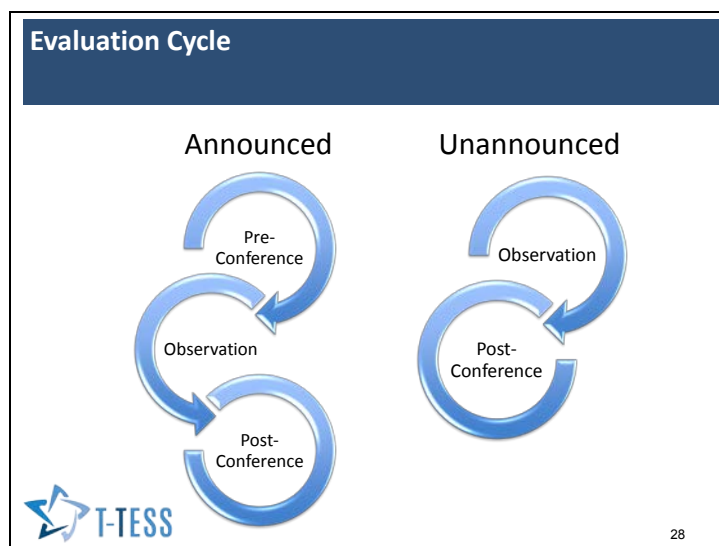 Evaluation Cycle
Announced
Pre-
Conference
Observation
Post-
Conference
Unannounced
Observation
Post-
Conference
T-TESS
28